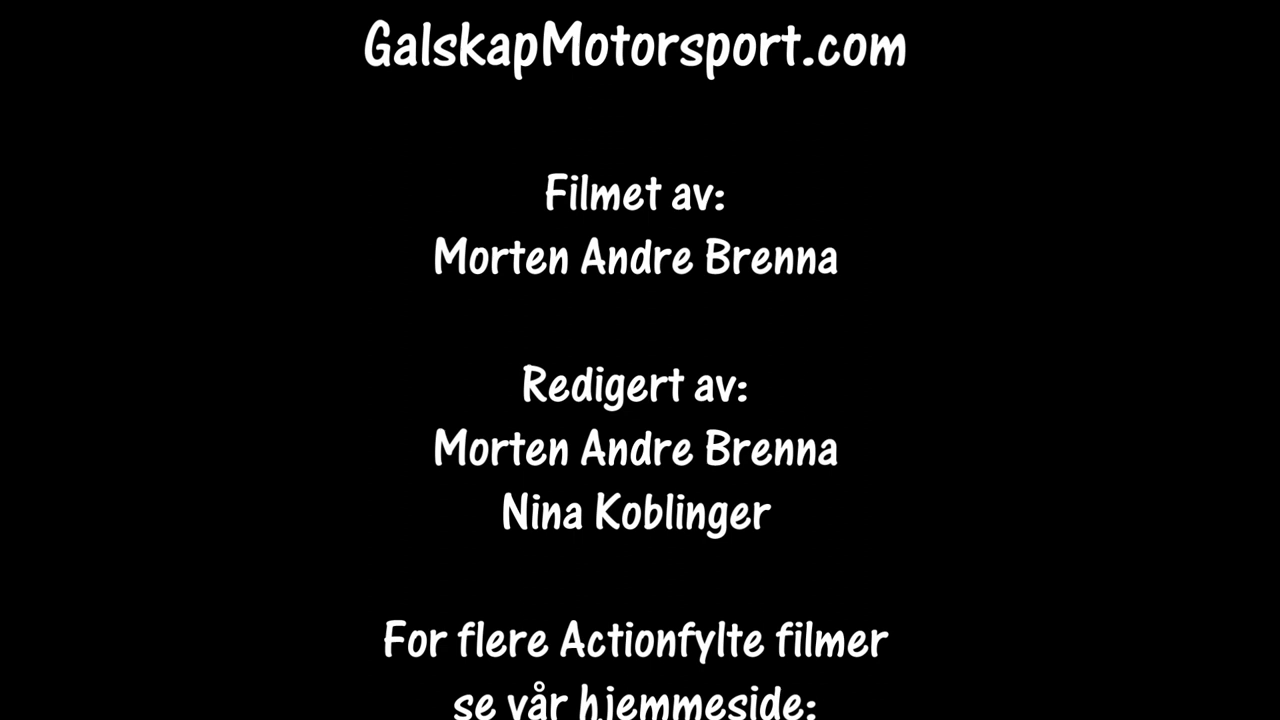 GalskapMotorsport.com
Filmet av:
Morten Andre Brenna
Redigert av:
Morten Andre Brenna
Nina Koblinger
For flere Actionfylte filmer
se vår hjemmeside: